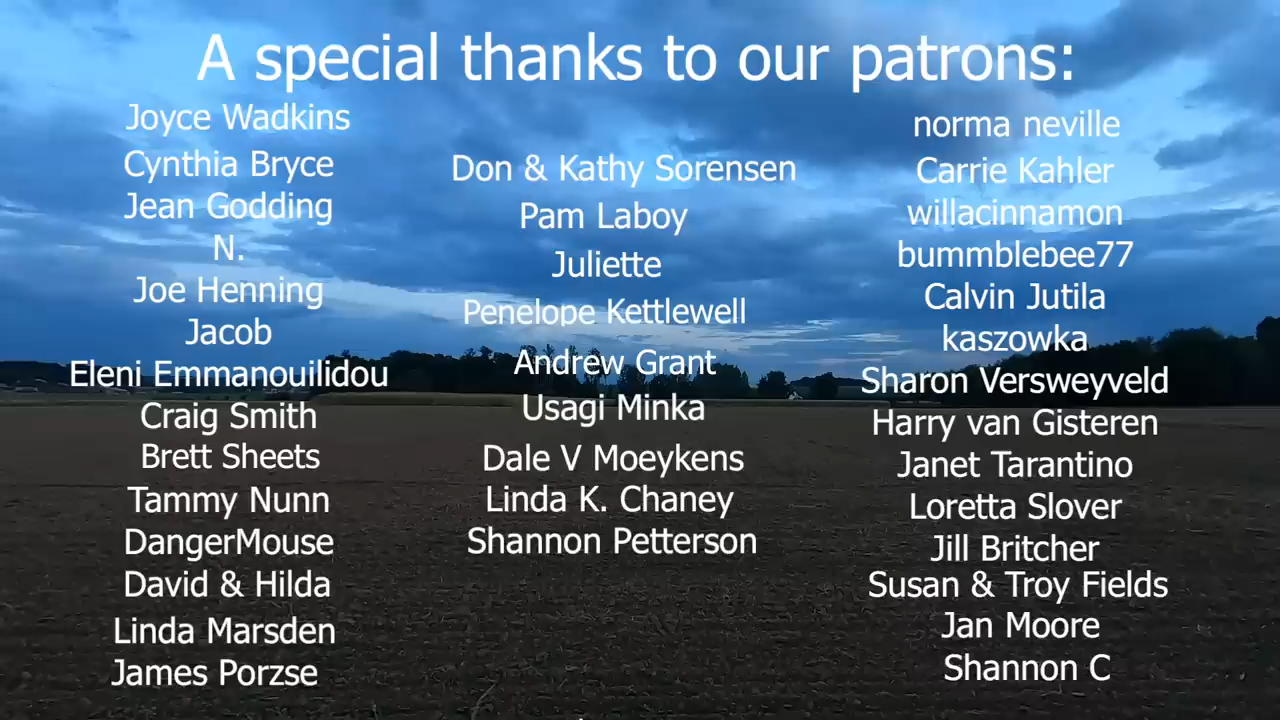 A special thanks to our patrons:
Joyce Wadkins
Cynthia Bryce
Jean Godding
N.
Joe Henning
Jacob
Eleni Emmanouilidou
Craig Smith
Brett Sheets
Tammy Nunn
DangerMouse
David & Hilda
Linda Marsden
James Porzse
Don & Kathy Sorensen
Pam Laboy
Juliette
Penelope Kettlewell
Andrew Grant
Usagi Minka
Dale V Moeykens
Linda K. Chaney
Shannon Petterson
norma neville
Carrie Kahler
willacinnamon
bummblebee77
Calvin Jutila
kaszowka
Sharon Versweyveld
Harry van Gisteren
Janet Tarantino
Loretta Slover
Jill Britcher
Susan & Troy Fields
Jan Moore
Shannon C